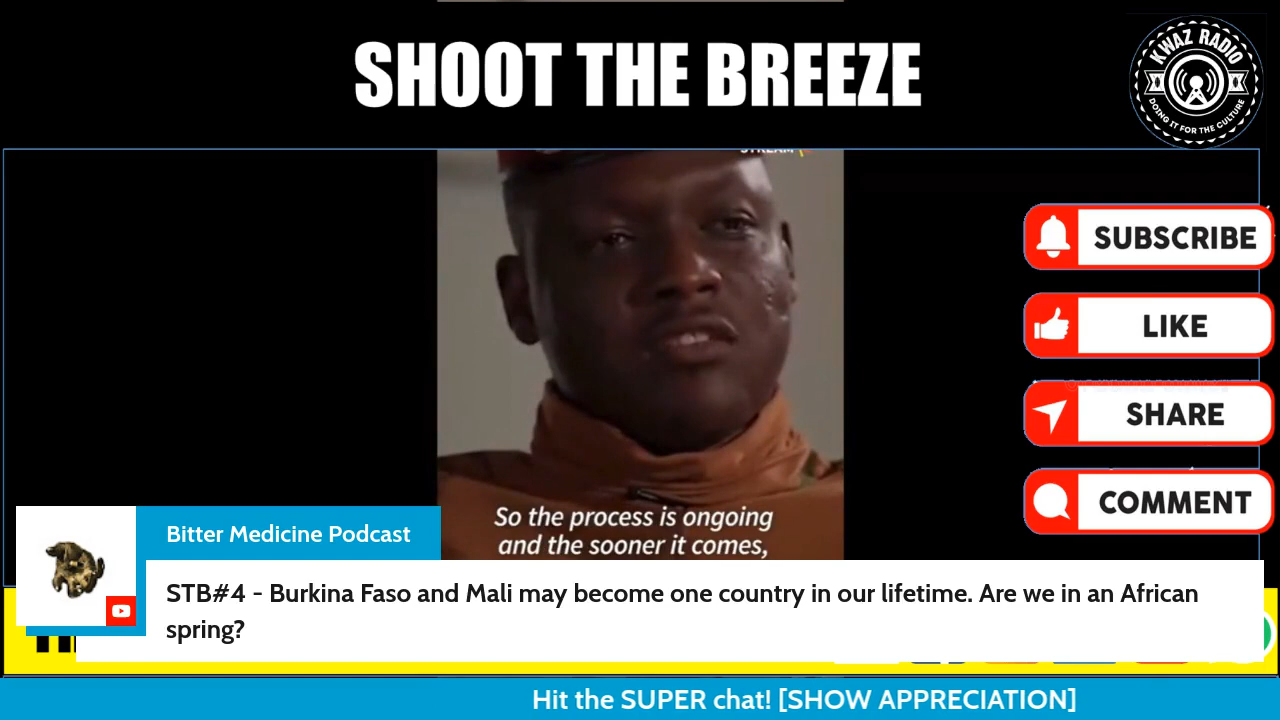 SHOOT THE BREEZE
KWAZ RADIO
DOING IT FOR THE CULTURE
STREAM
SUBSCRIBE
LIKE
SHARE
COMMENT
So the process is ongoing
and the sooner it comes,
Bitter Medicine Podcast
STB#4 - Burkina Faso and Mali may become one country in our lifetime. Are we in an African
spring?
Hit the SUPER chat! [SHOW APPRECIATION]